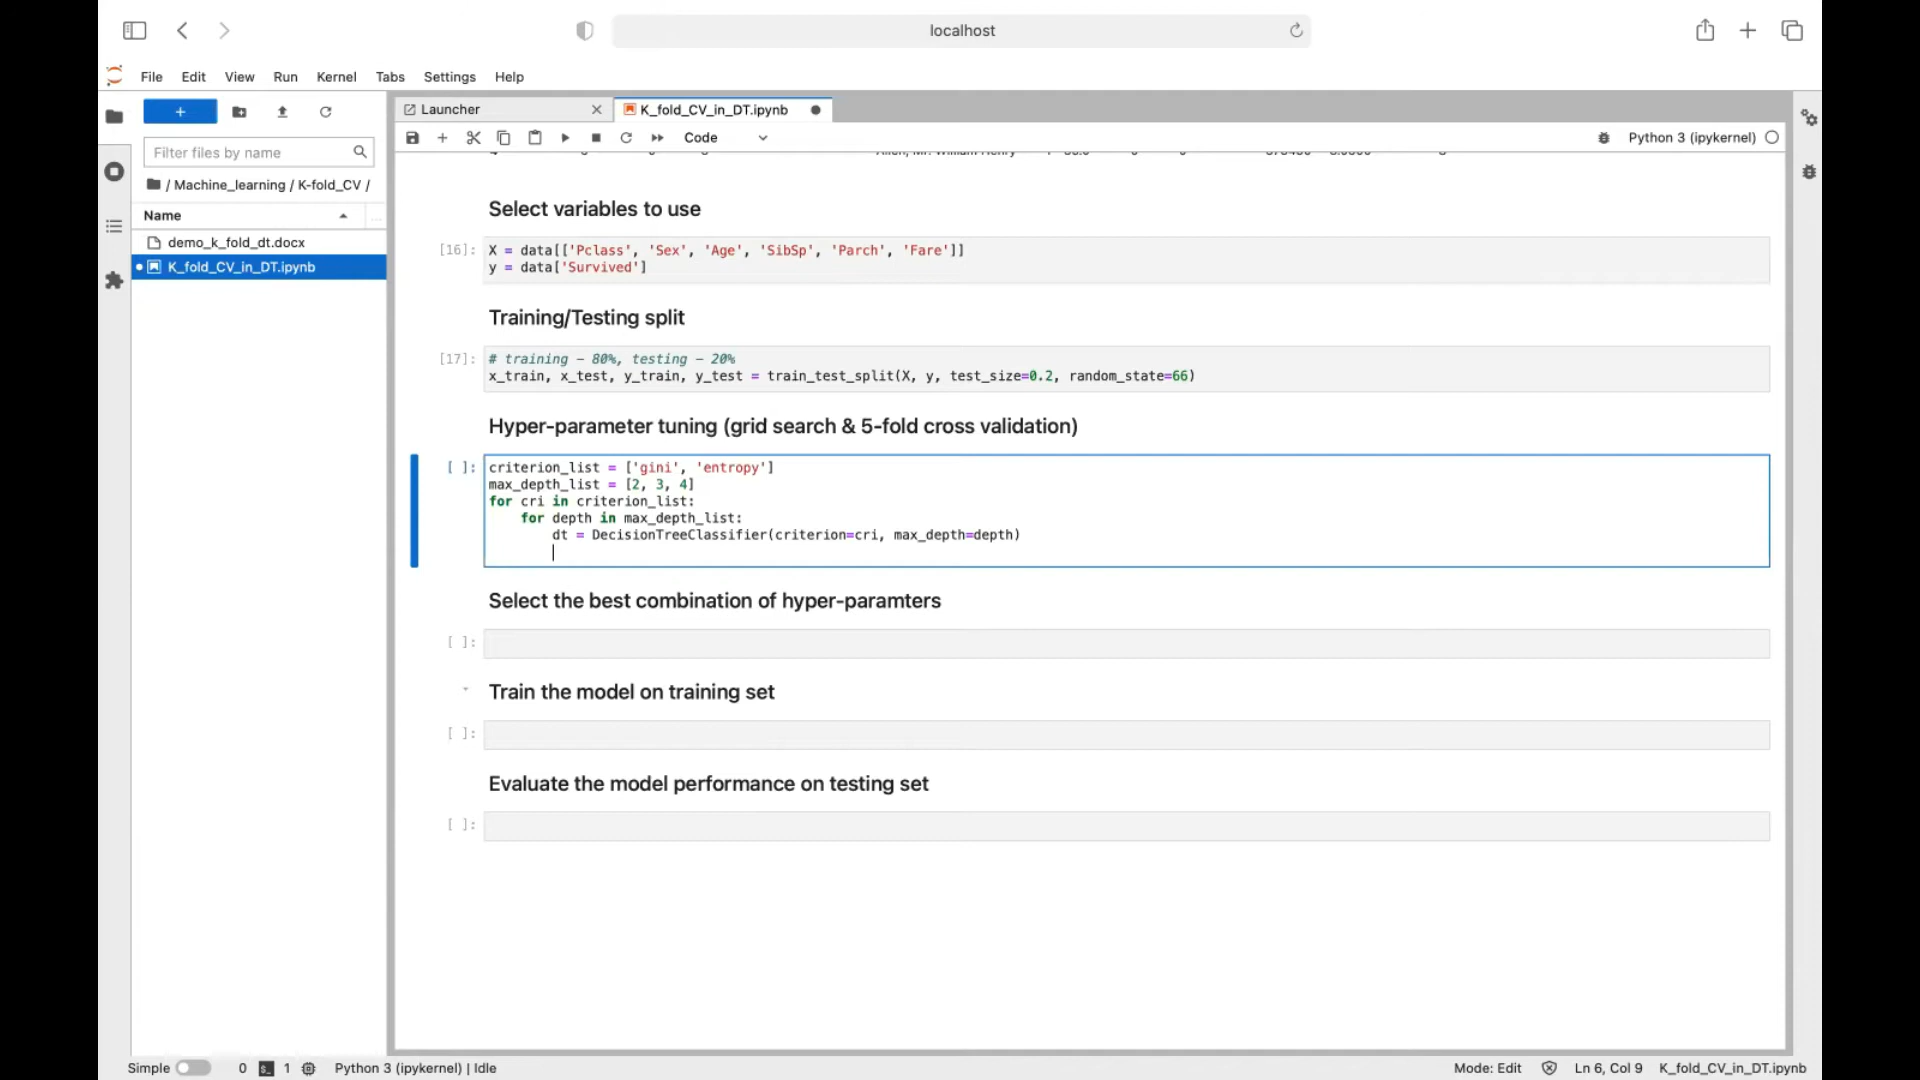 localhost
File Edit View Run Kernel Tabs Settings Help
Launcher
K_fold_CV_in_DT.ipynb
Code
Python 3 (ipykernel)
Filter files by name
/ Machine_learning / K-fold_CV /
Name
demo_k_fold_dt.docx
K_fold_CV_in_DT.ipynb
Select variables to use
[16]: X = data[['Pclass', 'Sex', 'Age', 'SibSp', 'Parch', 'Fare']]
y = data['Survived']
Training/Testing split
[17]: # training – 80%, testing – 20%
x_train, x_test, y_train, y_test = train_test_split(X, y, test_size=0.2, random_state=66)
Hyper-parameter tuning (grid search & 5-fold cross validation)
[ ]: criterion_list = ['gini', 'entropy']
max_depth_list = [2, 3, 4]
for cri in criterion_list:
for depth in max_depth_list:
dt = DecisionTreeClassifier(criterion=cri, max_depth=depth)
Select the best combination of hyper-paramters
[ ]:
Train the model on training set
[ ]:
Evaluate the model performance on testing set
[ ]:
Simple 0 1 Python 3 (ipykernel) | Idle
Mode: Edit Ln 6, Col 9 K_fold_CV_in_DT.ipynb